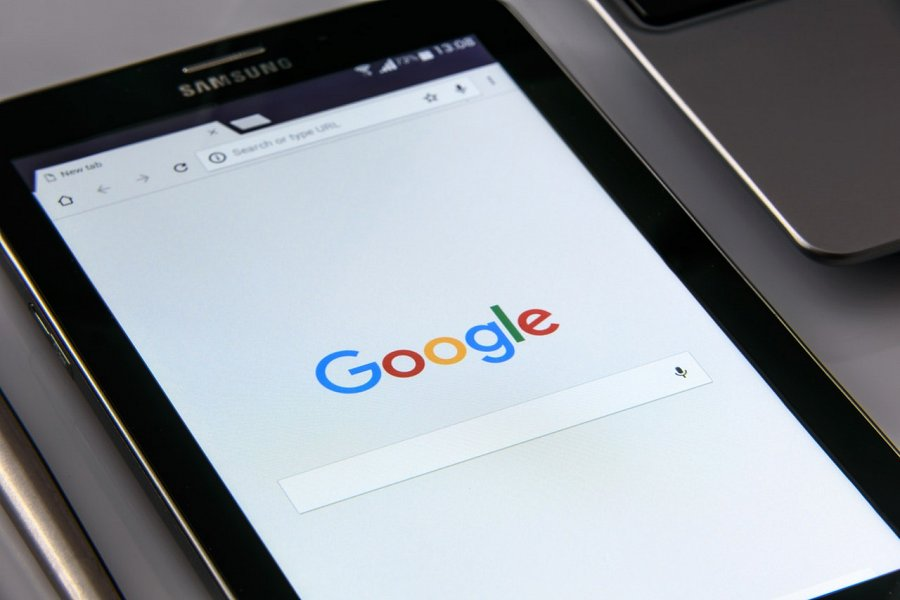 SAMSUNG
13:08
New tab
Search or type URL
Google